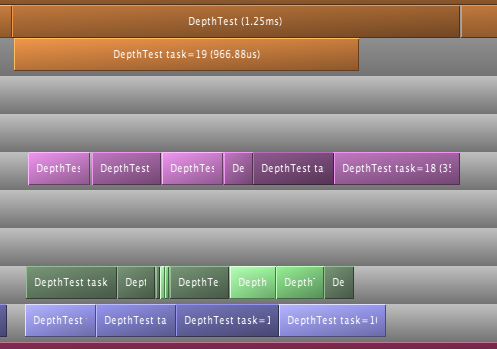 DepthTest (1.25ms)
DepthTest task=19 (966.88us)
DepthTes DepthTest DepthTes De DepthTest ta DepthTest task=18 (35
DepthTest task Dept DepthTe Depth Depth De
DepthTest DepthTest ta DepthTest task=1 DepthTest task=1